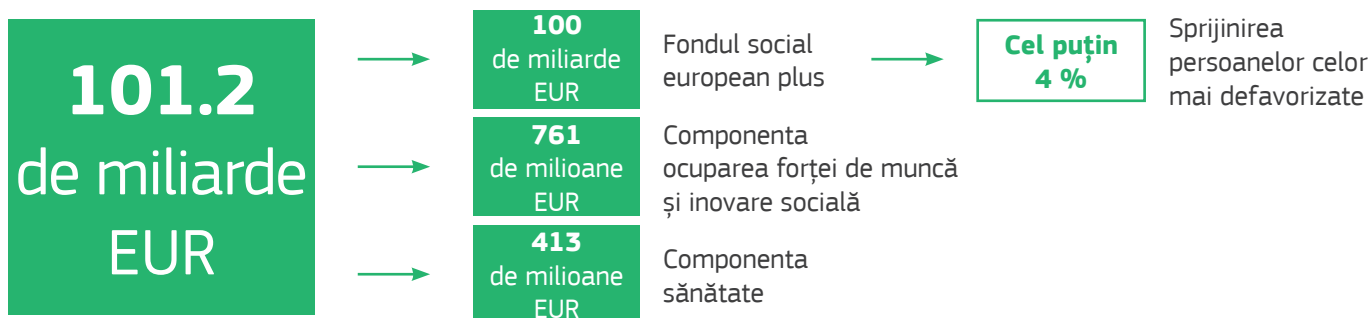 101.2
de miliarde
EUR
100
de miliarde
EUR
Fondul social
european plus
Cel puțin
4 %
Sprijinirea
persoanelor celor
mai defavorizate
761
de milioane
EUR
Componenta
ocuparea forței de muncă
și inovare socială
413
de milioane
EUR
Componenta
sănătate